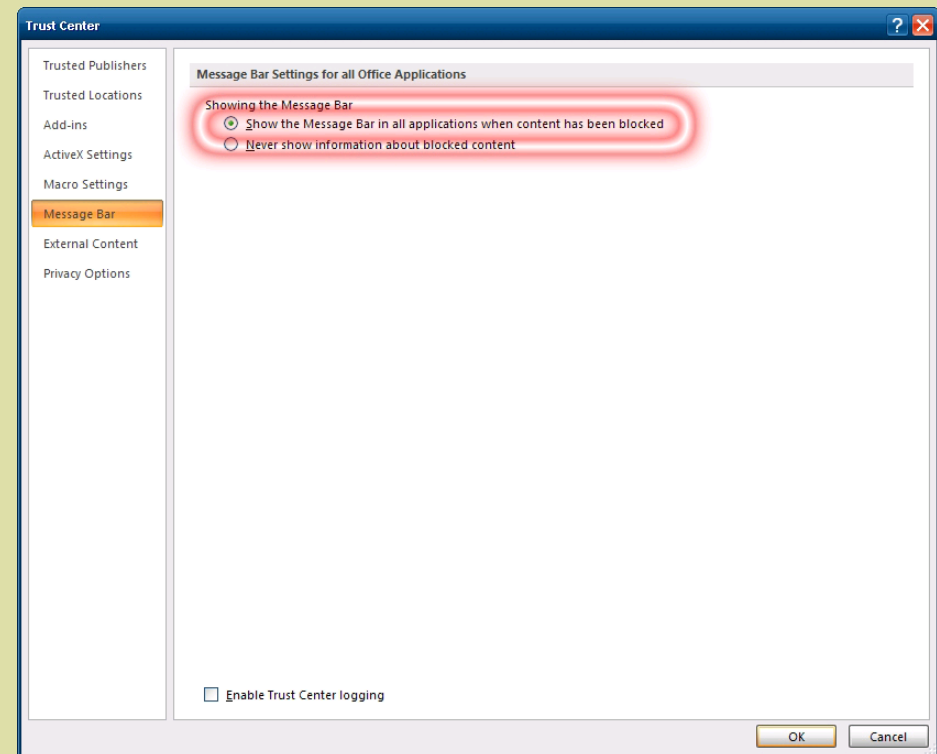 Trust Center
?
Trusted Publishers
Trusted Locations
Add-ins
ActiveX Settings
Macro Settings
Message Bar
External Content
Privacy Options
Message Bar Settings for all Office Applications
Showing the Message Bar
Show the Message Bar in all applications when content has been blocked
Never show information about blocked content
Enable Trust Center logging
OK
Cancel